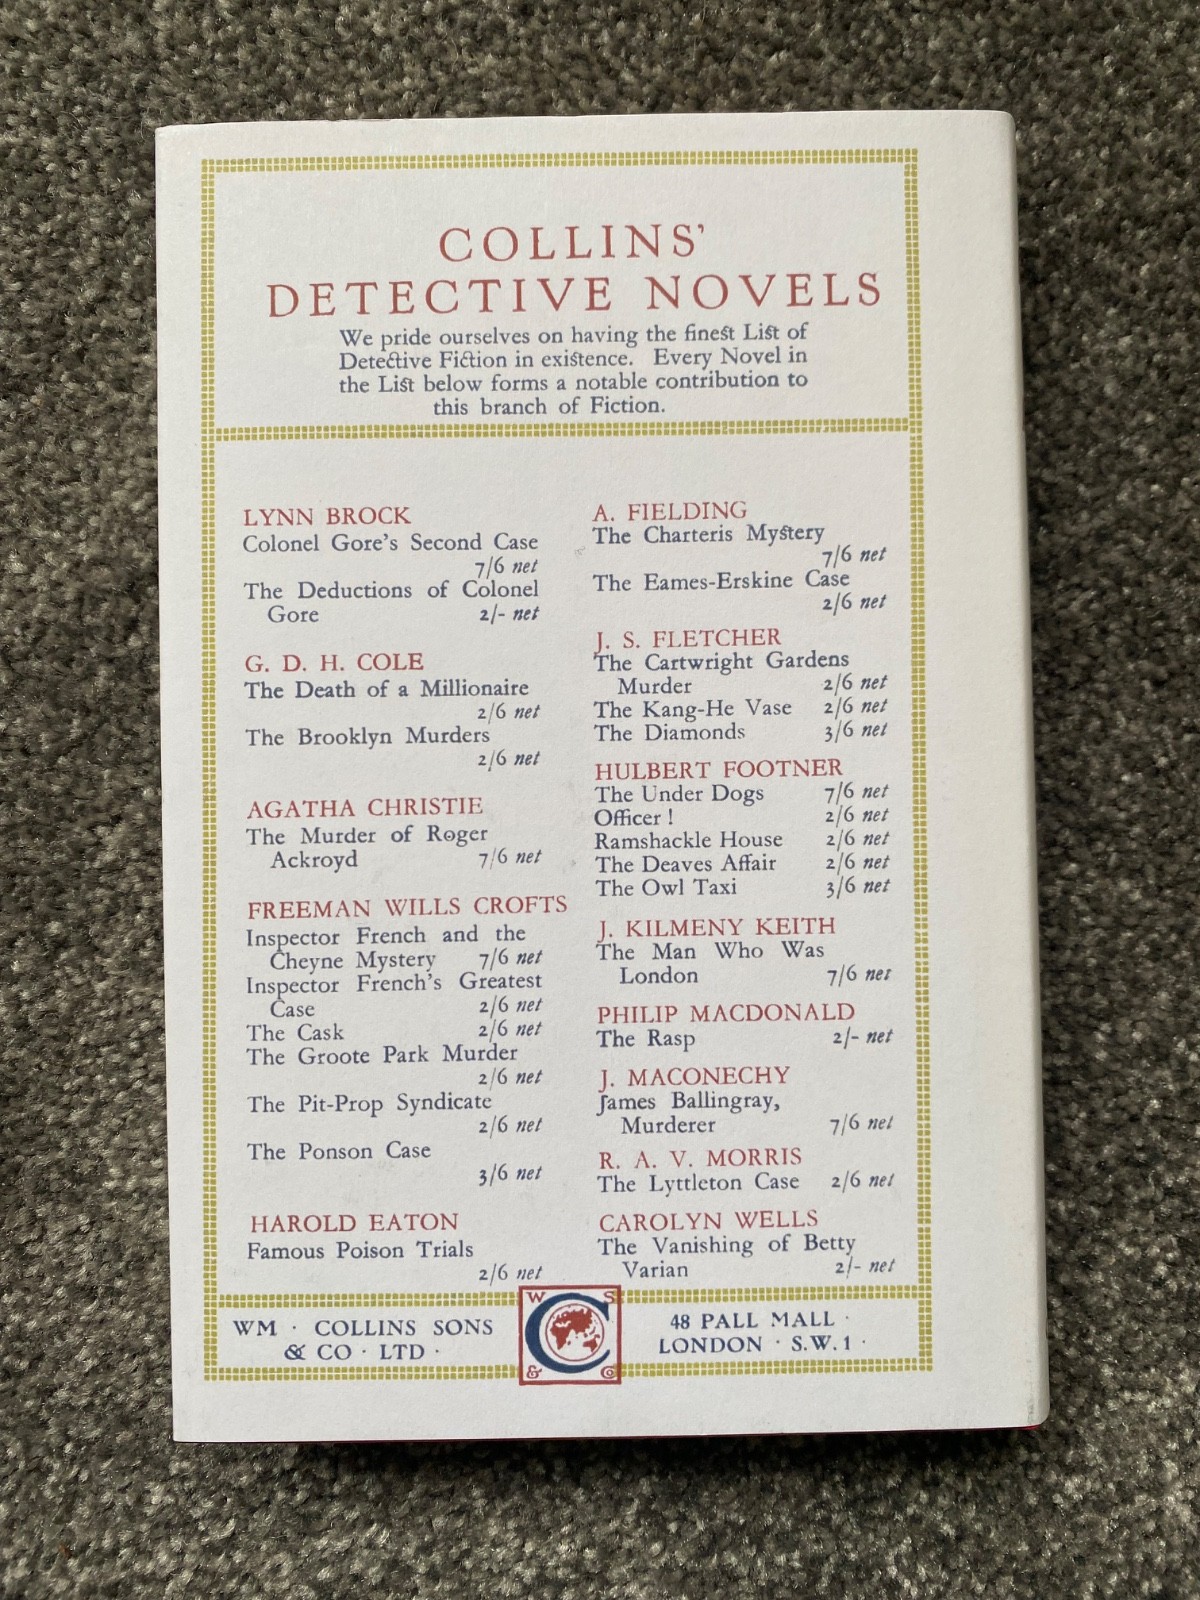 COLLINS'
DETECTIVE NOVELS
We pride ourselves on having the finest List of
Detective Fiction in existence. Every Novel in
the List below forms a notable contribution to
this branch of Fiction.
LYNN BROCK
Colonel Gore's Second Case
7/6 net
The Deductions of Colonel
Gore 2/- net
G. D. H. COLE
The Death of a Millionaire
2/6 net
The Brooklyn Murders
2/6 net
AGATHA CHRISTIE
The Murder of Roger
Ackroyd 7/6 net
FREEMAN WILLS CROFTS
Inspector French and the
Cheyne Mystery 7/6 net
Inspector French's Greatest
Case 2/6 net
The Cask 2/6 net
The Groote Park Murder
2/6 net
The Pit-Prop Syndicate
2/6 net
The Ponson Case
3/6 net
HAROLD EATON
Famous Poison Trials
2/6 net
A. FIELDING
The Charteris Mystery
7/6 net
The Eames-Erskine Case
2/6 net
J. S. FLETCHER
The Cartwright Gardens
Murder 2/6 net
The Kang-He Vase 2/6 net
The Diamonds 3/6 net
HULBERT FOOTNER
The Under Dogs 7/6 net
Officer ! 2/6 net
Ramshackle House 2/6 net
The Deaves Affair 2/6 net
The Owl Taxi 3/6 net
J. KILMENY KEITH
The Man Who Was
London 7/6 net
PHILIP MACDONALD
The Rasp 2/- net
J. MACONECHY
James Ballingray,
Murderer 7/6 net
R. A. V. MORRIS
The Lyttleton Case 2/6 net
CAROLYN WELLS
The Vanishing of Betty
Varian 2/- net
WM · COLLINS SONS
& CO · LTD ·
W S
C
& Co
48 PALL MALL ·
LONDON · S.W.1 ·